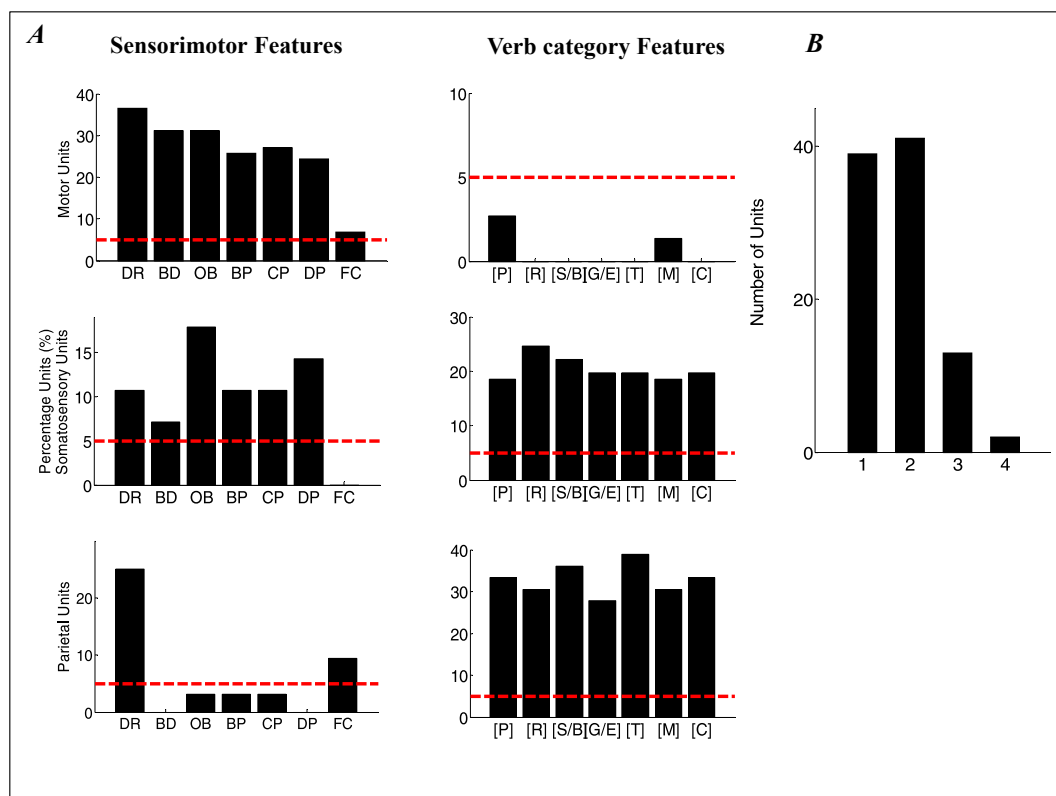 A
Sensorimotor Features
Verb category Features
B
Motor Units
40
30
20
10
0
DR BD OB BP CP DP FC
10
5
0
[P] [R] [S/B] [G/E] [T] [M] [C]
Percentage Units (%)
Somatosensory Units
15
10
5
0
DR BD OB BP CP DP FC
30
20
10
0
[P] [R] [S/B] [G/E] [T] [M] [C]
Parietal Units
20
10
0
DR BD OB BP CP DP FC
40
30
20
10
0
[P] [R] [S/B] [G/E] [T] [M] [C]
Number of Units
40
20
0
1 2 3 4